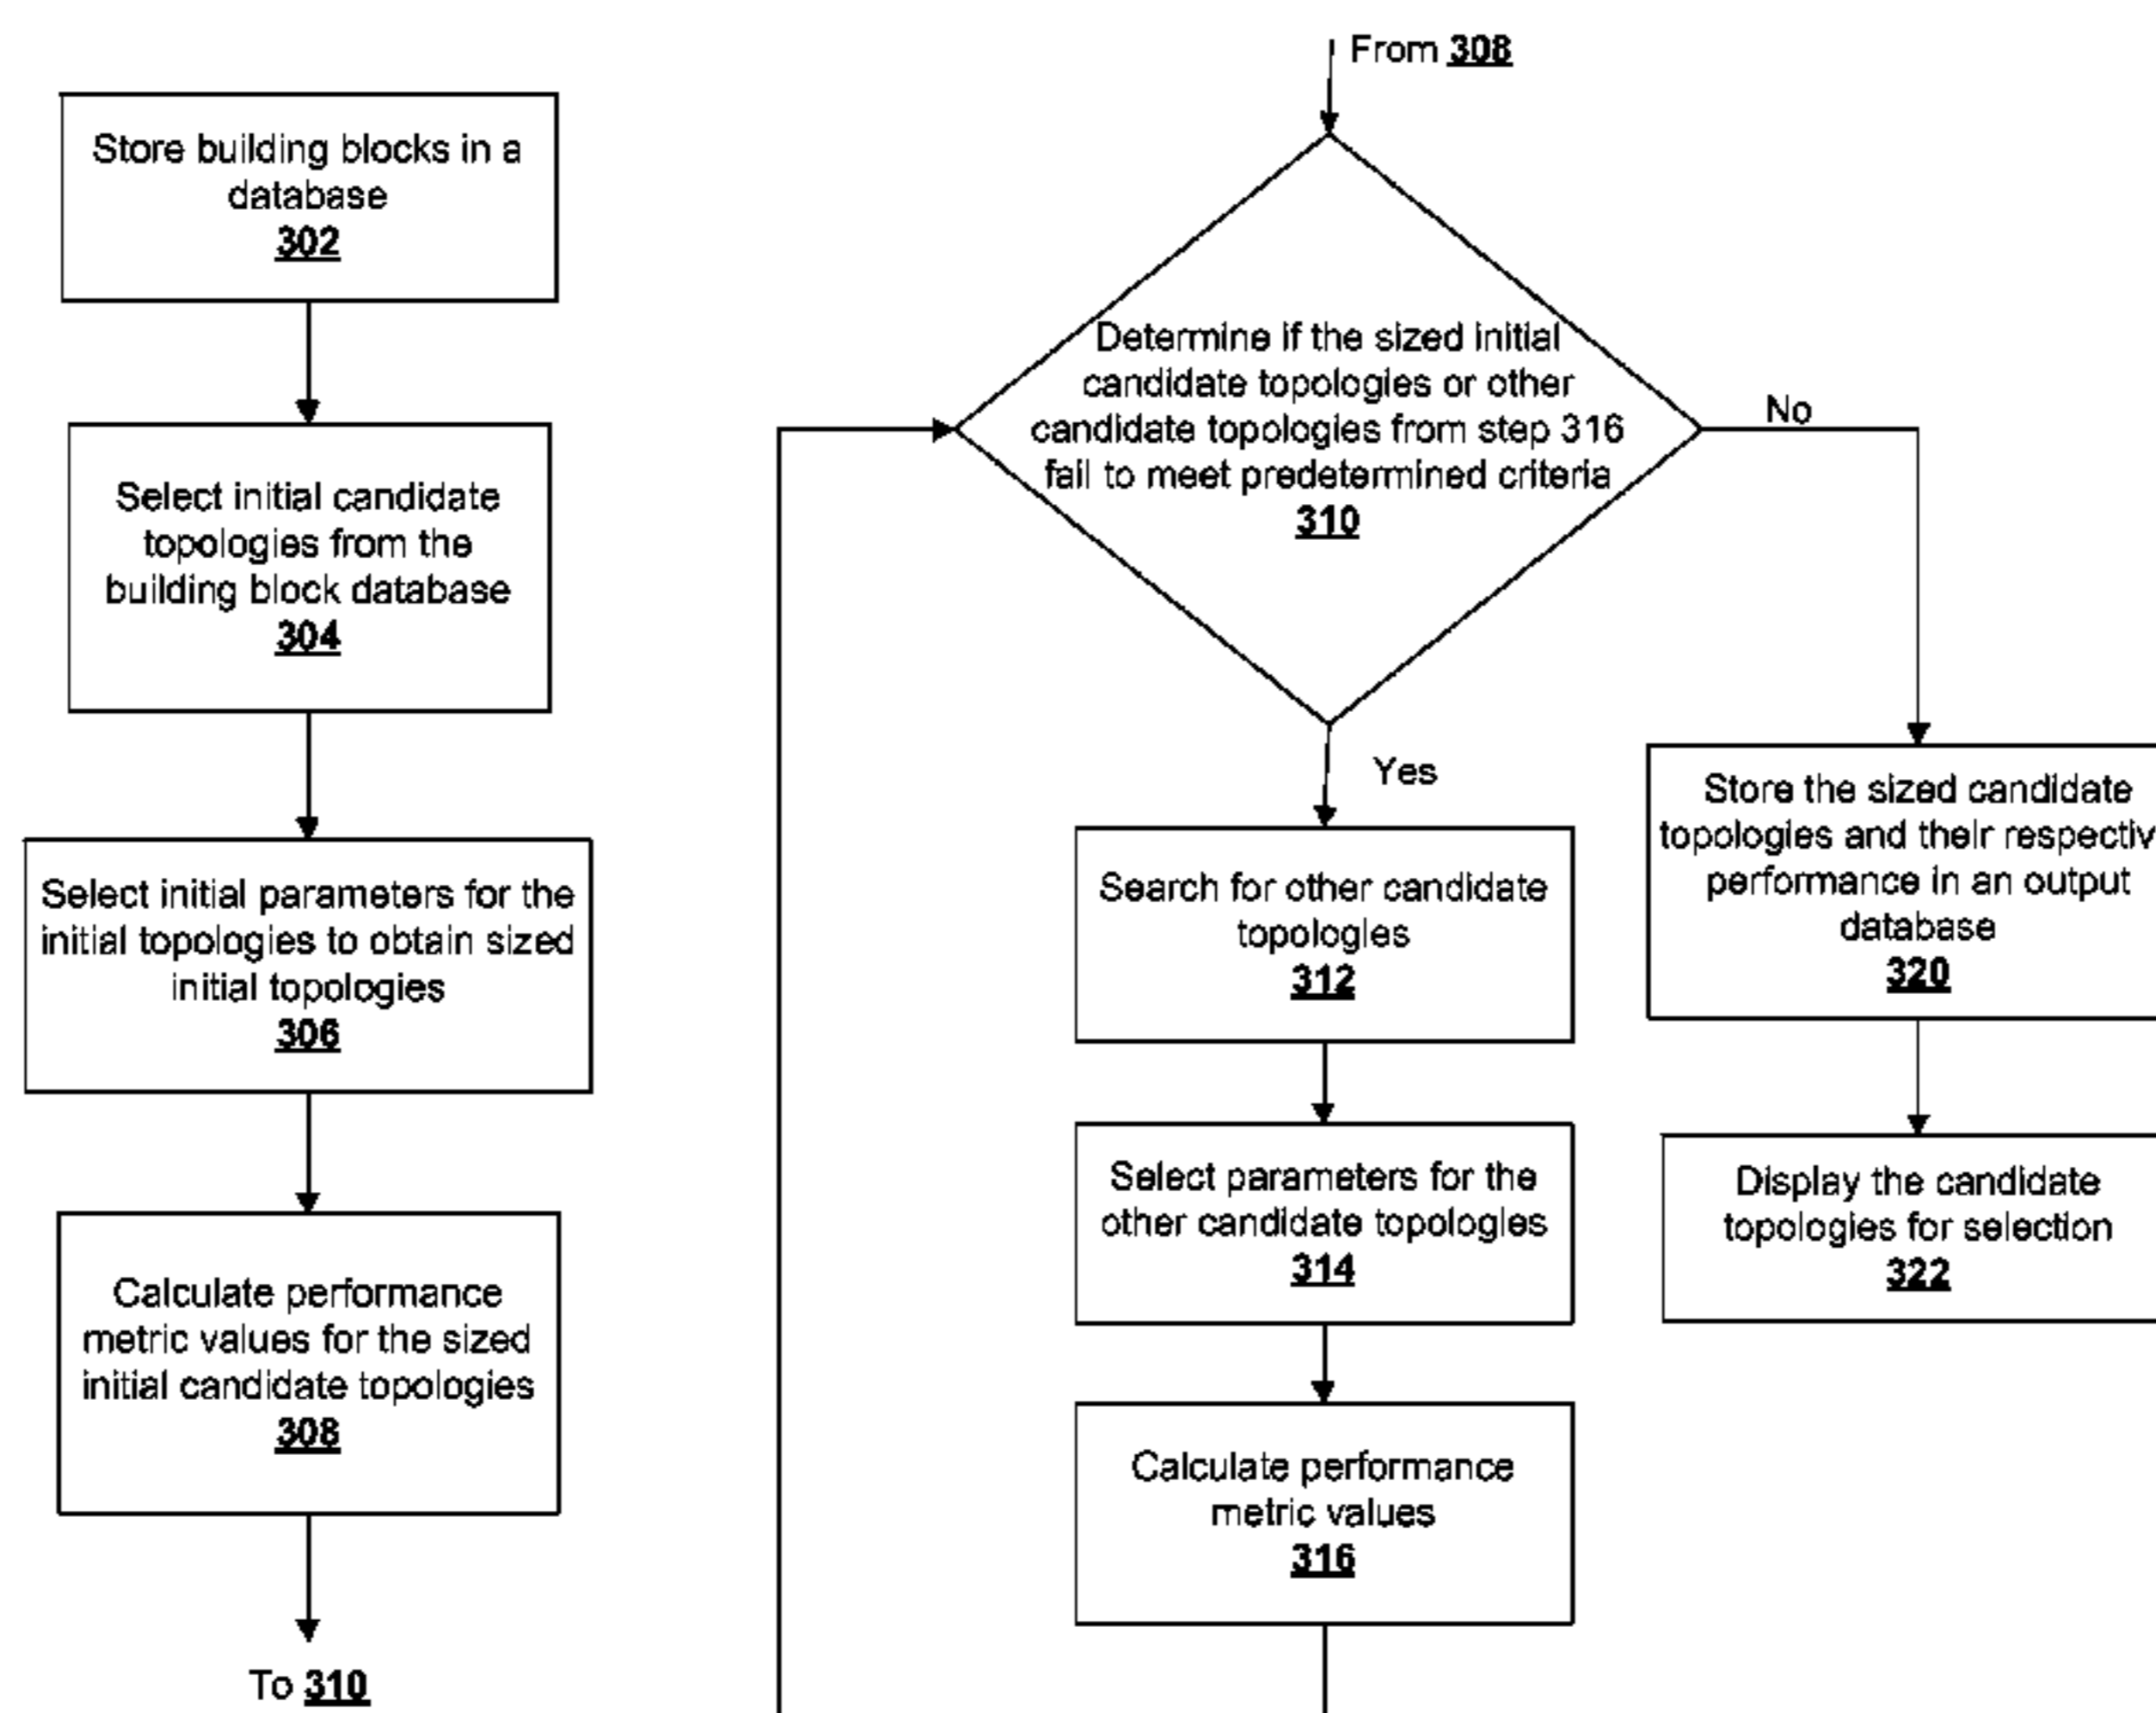 Store building blocks in a
database
302
Select initial candidate
topologies from the
building block database
304
Select initial parameters for the
initial topologies to obtain sized
initial topologies
306
Calculate performance
metric values for the sized
initial candidate topologies
308
To 310
From 308
Determine if the sized initial
candidate topologies or other
candidate topologies from step 316
fail to meet predetermined criteria
310
No
Yes
Search for other candidate
topologies
312
Select parameters for the
other candidate topologies
314
Calculate performance
metric values
316
Store the sized candidate
topologies and their respectiv
performance in an output
database
320
Display the candidate
topologies for selection
322